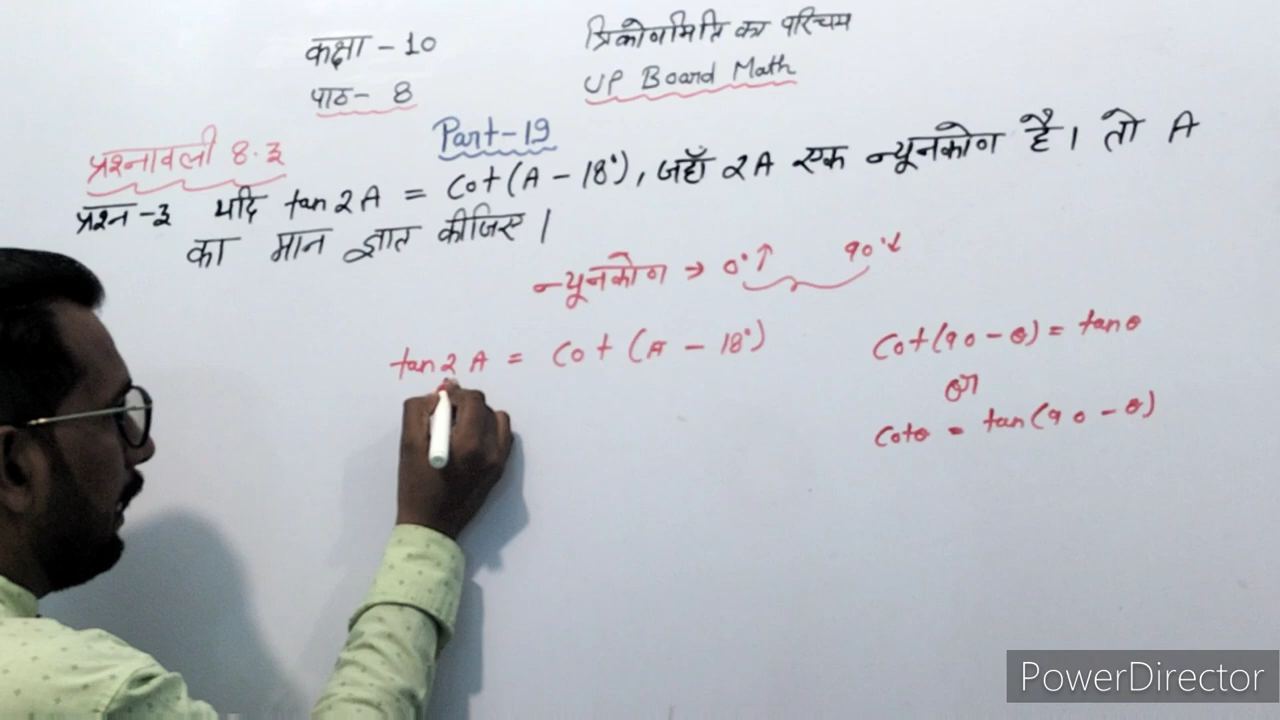 कक्षा - 10
त्रिकोणमिति का परिचय
पाठ - 8
UP Board Math
प्रश्नावली 8.3
Part-19
प्रश्न-3 यदि tan 2A = Cot(A - 18°), जहाँ 2A एक न्यूनकोण है। तो A
का मान ज्ञात कीजिए।
न्यूनकोण → 0°↑ 90°↓
tan 2A = Cot (A - 18°)
Cot(90 - θ) = tanθ
or
Cotθ = tan(90 - θ)
PowerDirector